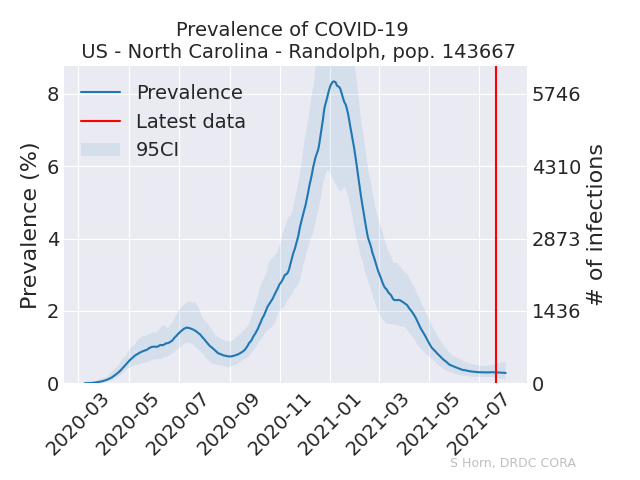 Prevalence of COVID-19
US - North Carolina - Randolph, pop. 143667
Prevalence
Latest data
95CI
Prevalence (%)
8
6
4
2
0
5746
4310
2873
1436
0
# of infections
2020-03
2020-05
2020-07
2020-09
2020-11
2021-01
2021-03
2021-05
2021-07
S Horn, DRDC CORA